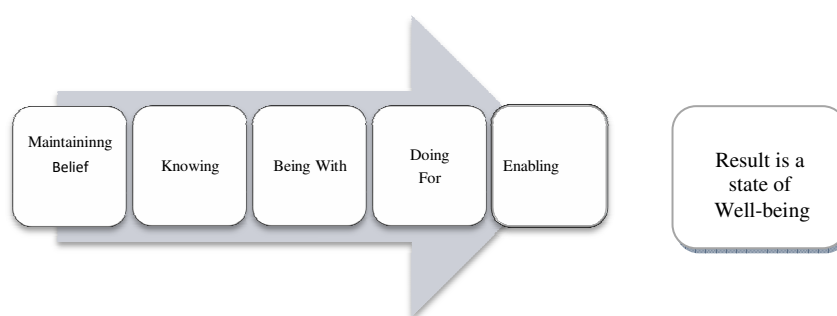 Maintaininng
Belief
Knowing
Being With
Doing
For
Enabling
Result is a
state of
Well-being